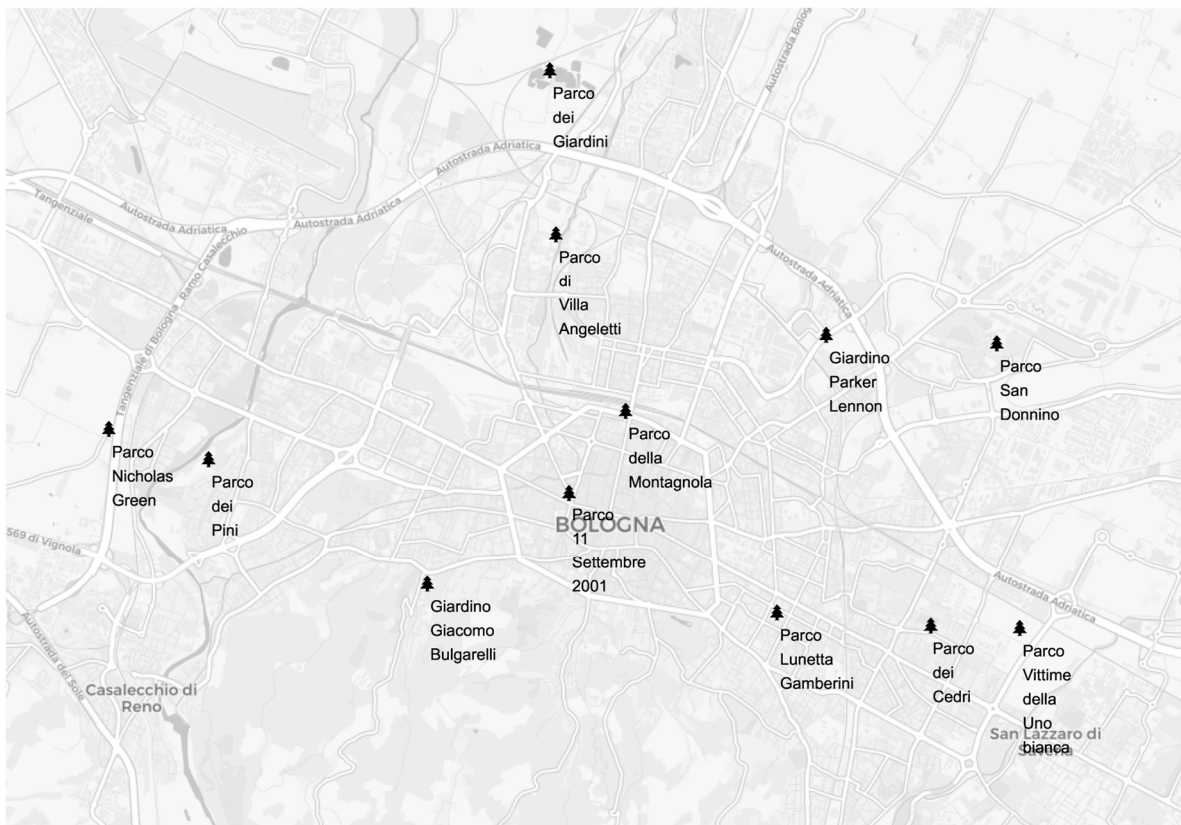 Parco
dei
Giardini
Autostrada Bolog
Autostrada Adriatica
Tangenziale
Autostrada Adriatica
Autostrada Adriatica
Tangenziale di Bologna Ramo Casalecchio
Parco
di
Villa
Angeletti
Autostrada Adriatica
Giardino
Parker
Lennon
Parco
San
Donnino
Parco
Nicholas
Green
Parco
dei
Pini
Parco
della
Montagnola
BOLOGNA
Parco
11
Settembre
2001
569 di Vignola
Autostrada Adriatica
Giardino
Giacomo
Bulgarelli
Parco
Lunetta
Gamberini
Parco
dei
Cedri
Parco
Vittime
della
Uno
bianca
Autostrada del Sole
Casalecchio di
Reno
San Lazzaro di
Savena